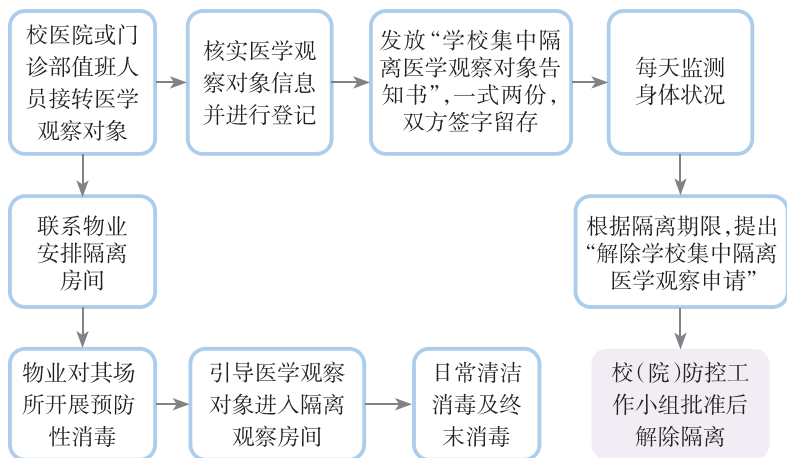 校医院或门
诊部值班人
员接转医学
观察对象
核实医学观
察对象信息
并进行登记
发放“学校集中隔
离医学观察对象告
知书”,一式两份,
双方签字留存
每天监测
身体状况
联系物业
安排隔离
房间
根据隔离期限,提出
“解除学校集中隔离
医学观察申请”
物业对其场
所开展预防
性消毒
引导医学观察
对象进入隔离
观察房间
日常清洁
消毒及终
末消毒
校(院)防控工
作小组批准后
解除隔离